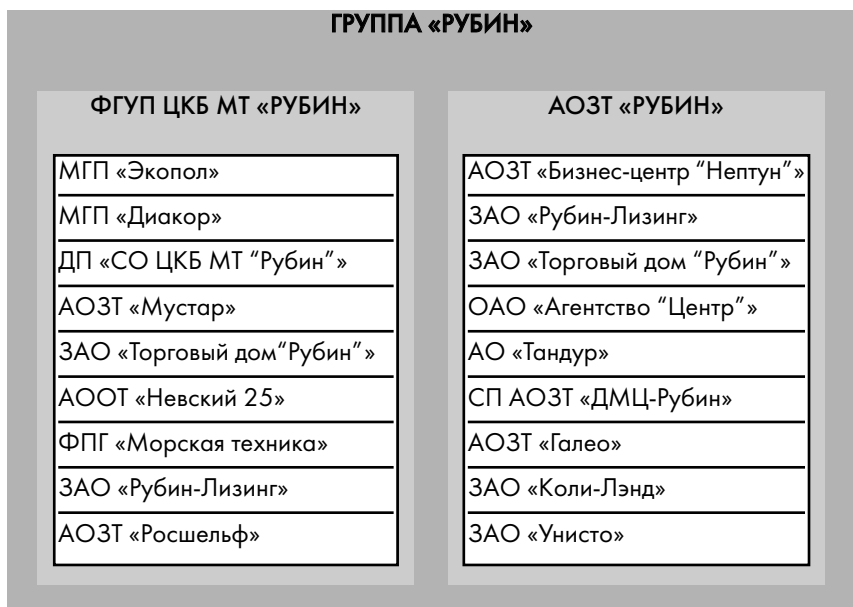 ГРУППА «РУБИН»
ФГУП ЦКБ МТ «РУБИН»
МГП «Экопол»
МГП «Диакор»
ДП «СО ЦКБ МТ “Рубин”»
АОЗТ «Мустар»
ЗАО «Торговый дом“Рубин”»
АООТ «Невский 25»
ФПГ «Морская техника»
ЗАО «Рубин-Лизинг»
АОЗТ «Росшельф»
АОЗТ «РУБИН»
АОЗТ «Бизнес-центр “Нептун”»
ЗАО «Рубин-Лизинг»
ЗАО «Торговый дом “Рубин”»
ОАО «Агентство “Центр”»
АО «Тандур»
СП АОЗТ «ДМЦ-Рубин»
АОЗТ «Галео»
ЗАО «Коли-Лэнд»
ЗАО «Унисто»